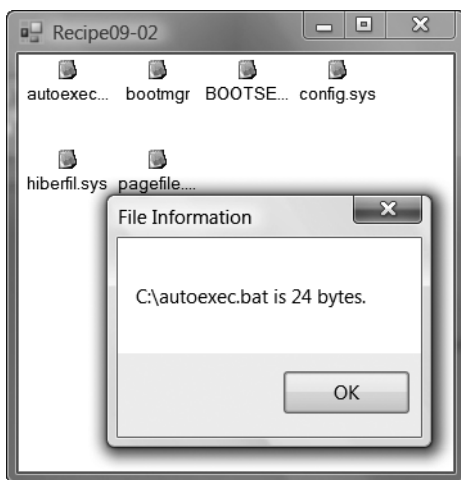 Recipe09-02
autoexec... bootmgr BOOTSE... config.sys
hiberfil.sys pagefile....
File Information
C:\autoexec.bat is 24 bytes.
OK